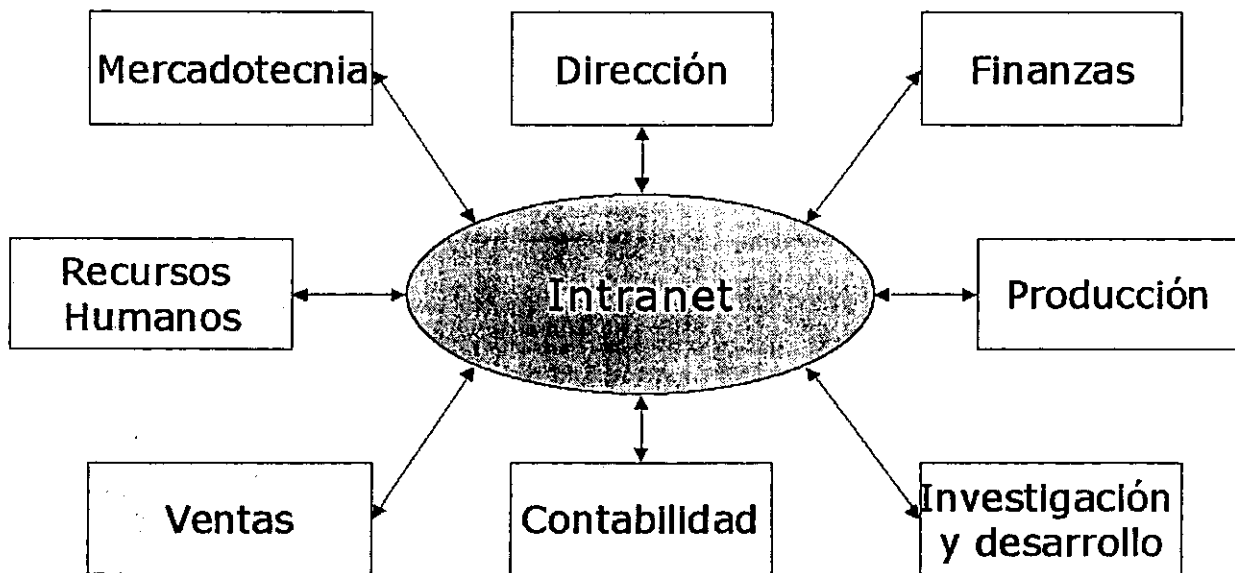 Mercadotecnia
Dirección
Finanzas
Recursos
Humanos
Intranet
Producción
Ventas
Contabilidad
Investigación
y desarrollo